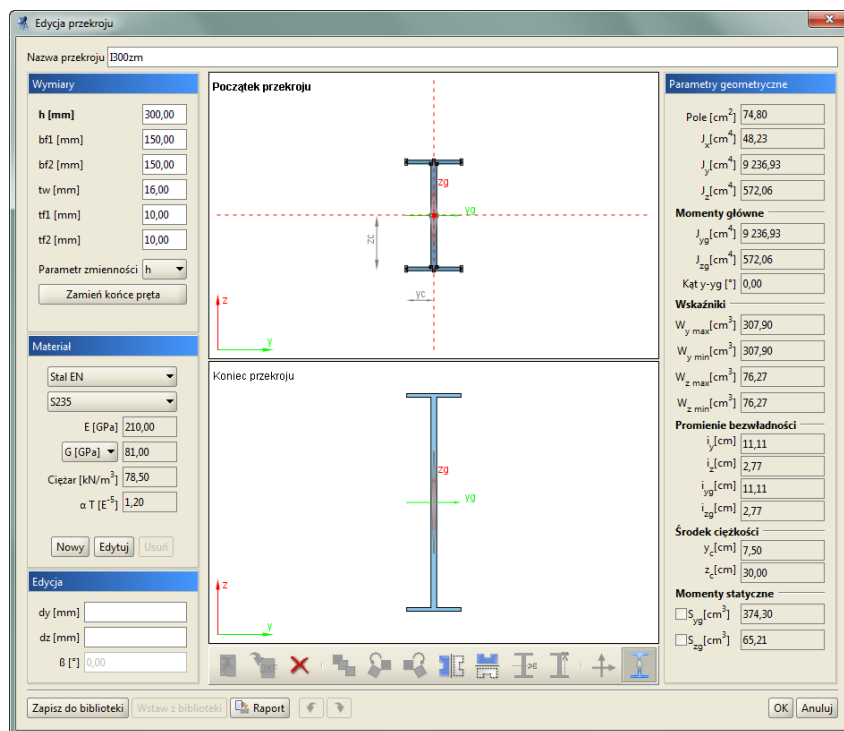 Edycja przekroju
Nazwa przekroju I300zm
Wymiary
h [mm] 300,00
bf1 [mm] 150,00
bf2 [mm] 150,00
tw [mm] 16,00
tf1 [mm] 10,00
tf2 [mm] 10,00
Parametr zmienności h
Zamień końce pręta
Materiał
Stal EN
S235
E [GPa] 210,00
G [GPa] 81,00
Ciężar [kN/m³] 78,50
α T [E⁻⁵] 1,20
Nowy Edytuj Usuń
Edycja
dy [mm]
dz [mm]
ß [°] 0,00
Początek przekroju
zg
yg
zc
yc
z
y
Koniec przekroju
zg
yg
z
y
Parametry geometryczne
Pole [cm²] 74,80
Jx[cm⁴] 48,23
Jy[cm⁴] 9 236,93
Jz[cm⁴] 572,06
Momenty główne
Jyg[cm⁴] 9 236,93
Jzg[cm⁴] 572,06
Kąt y-yg [°] 0,00
Wskaźniki
Wy max[cm³] 307,90
Wy min[cm³] 307,90
Wz max[cm³] 76,27
Wz min[cm³] 76,27
Promienie bezwładności
iy[cm] 11,11
iz[cm] 2,77
iyg[cm] 11,11
izg[cm] 2,77
Środek ciężkości
yc[cm] 7,50
zc[cm] 30,00
Momenty statyczne
Syg[cm³] 374,30
Szg[cm³] 65,21
Zapisz do biblioteki Wstaw z biblioteki Raport
OK Anuluj